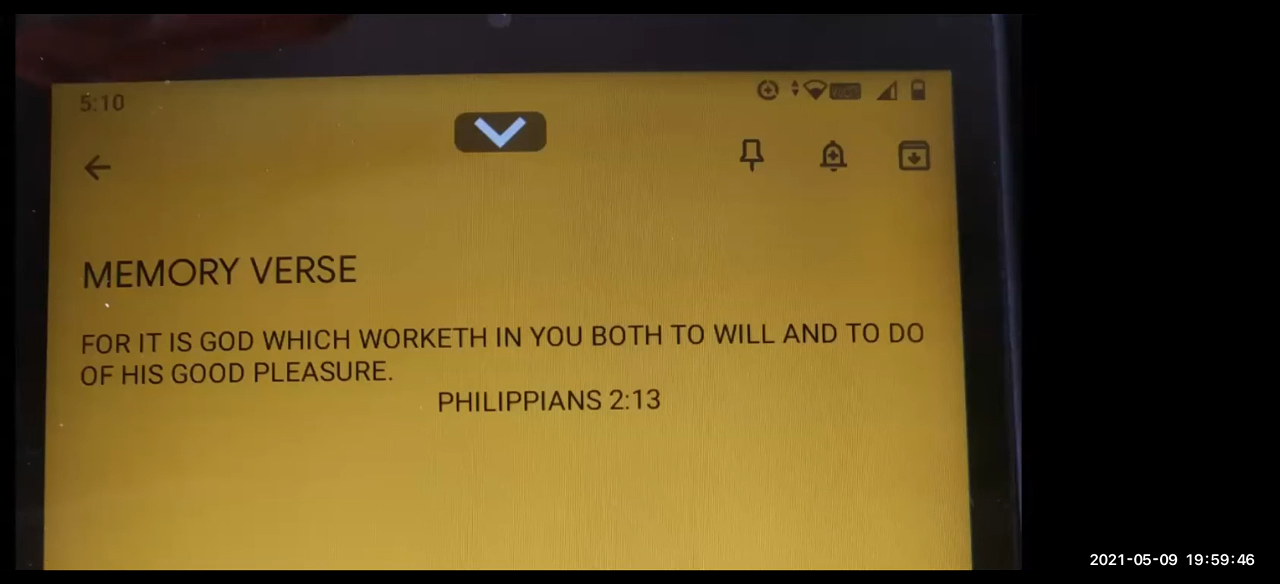 5:10
MEMORY VERSE
FOR IT IS GOD WHICH WORKETH IN YOU BOTH TO WILL AND TO DO
OF HIS GOOD PLEASURE.
PHILIPPIANS 2:13
2021-05-09 19:59:46